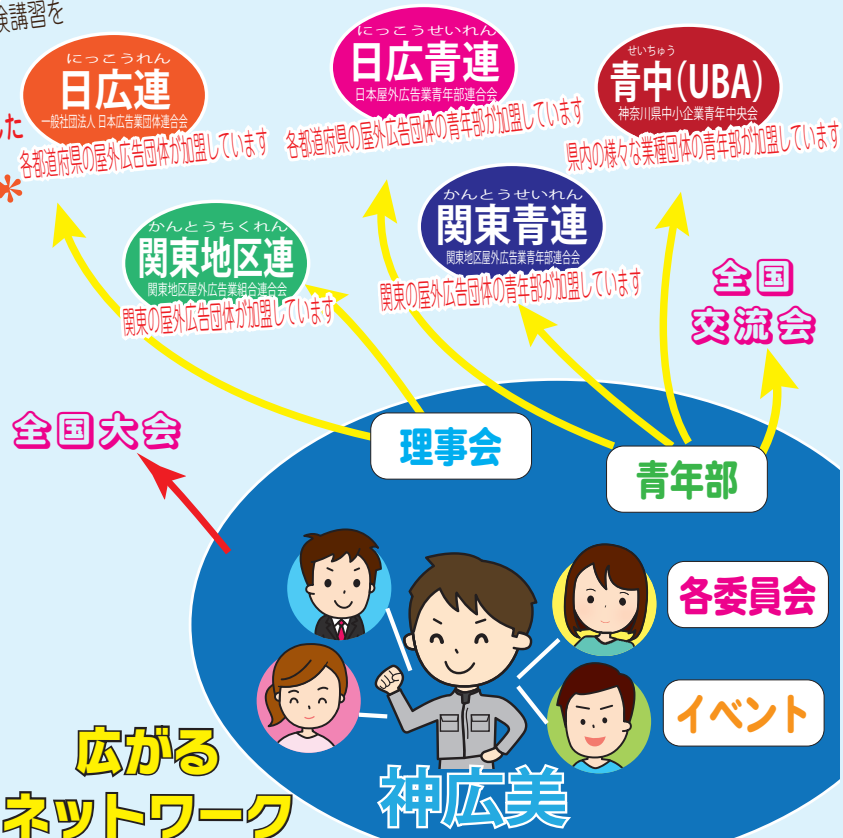 検講習を
した
*
にっこうれん
日広連
一般社団法人 日本広告業団体連合会
各都道府県の屋外広告団体が加盟しています
にっこうせいれん
日広青連
日本屋外広告業青年部連合会
各都道府県の屋外広告団体の青年部が加盟しています
せいちゅう
青中(UBA)
神奈川県中小企業青年中央会
県内の様々な業種団体の青年部が加盟しています
かんとうちくれん
関東地区連
関東地区屋外広告業組合連合会
関東の屋外広告団体が加盟しています
かんとうせいれん
関東青連
関東地区屋外広告業青年部連合会
関東の屋外広告団体の青年部が加盟しています
全国
交流会
全国大会
理事会
青年部
各委員会
イベント
神広美
広がる
ネットワーク